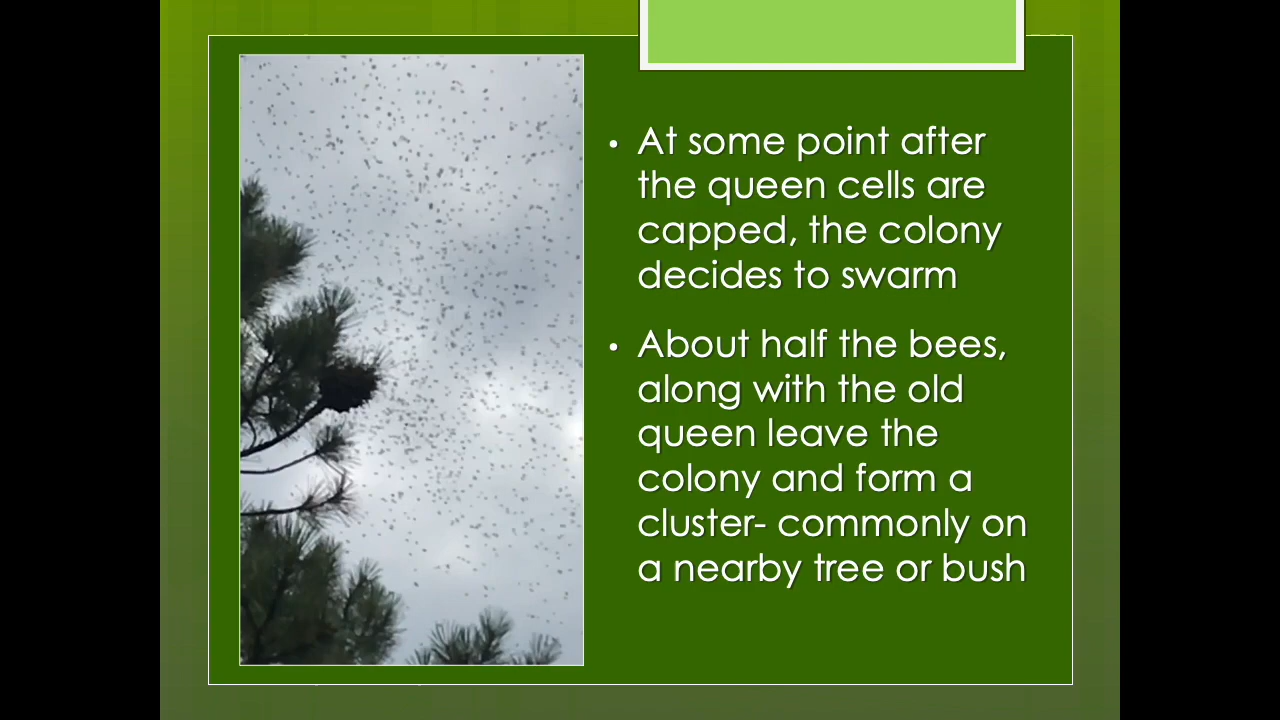 • At some point after
the queen cells are
capped, the colony
decides to swarm
• About half the bees,
along with the old
queen leave the
colony and form a
cluster- commonly on
a nearby tree or bush